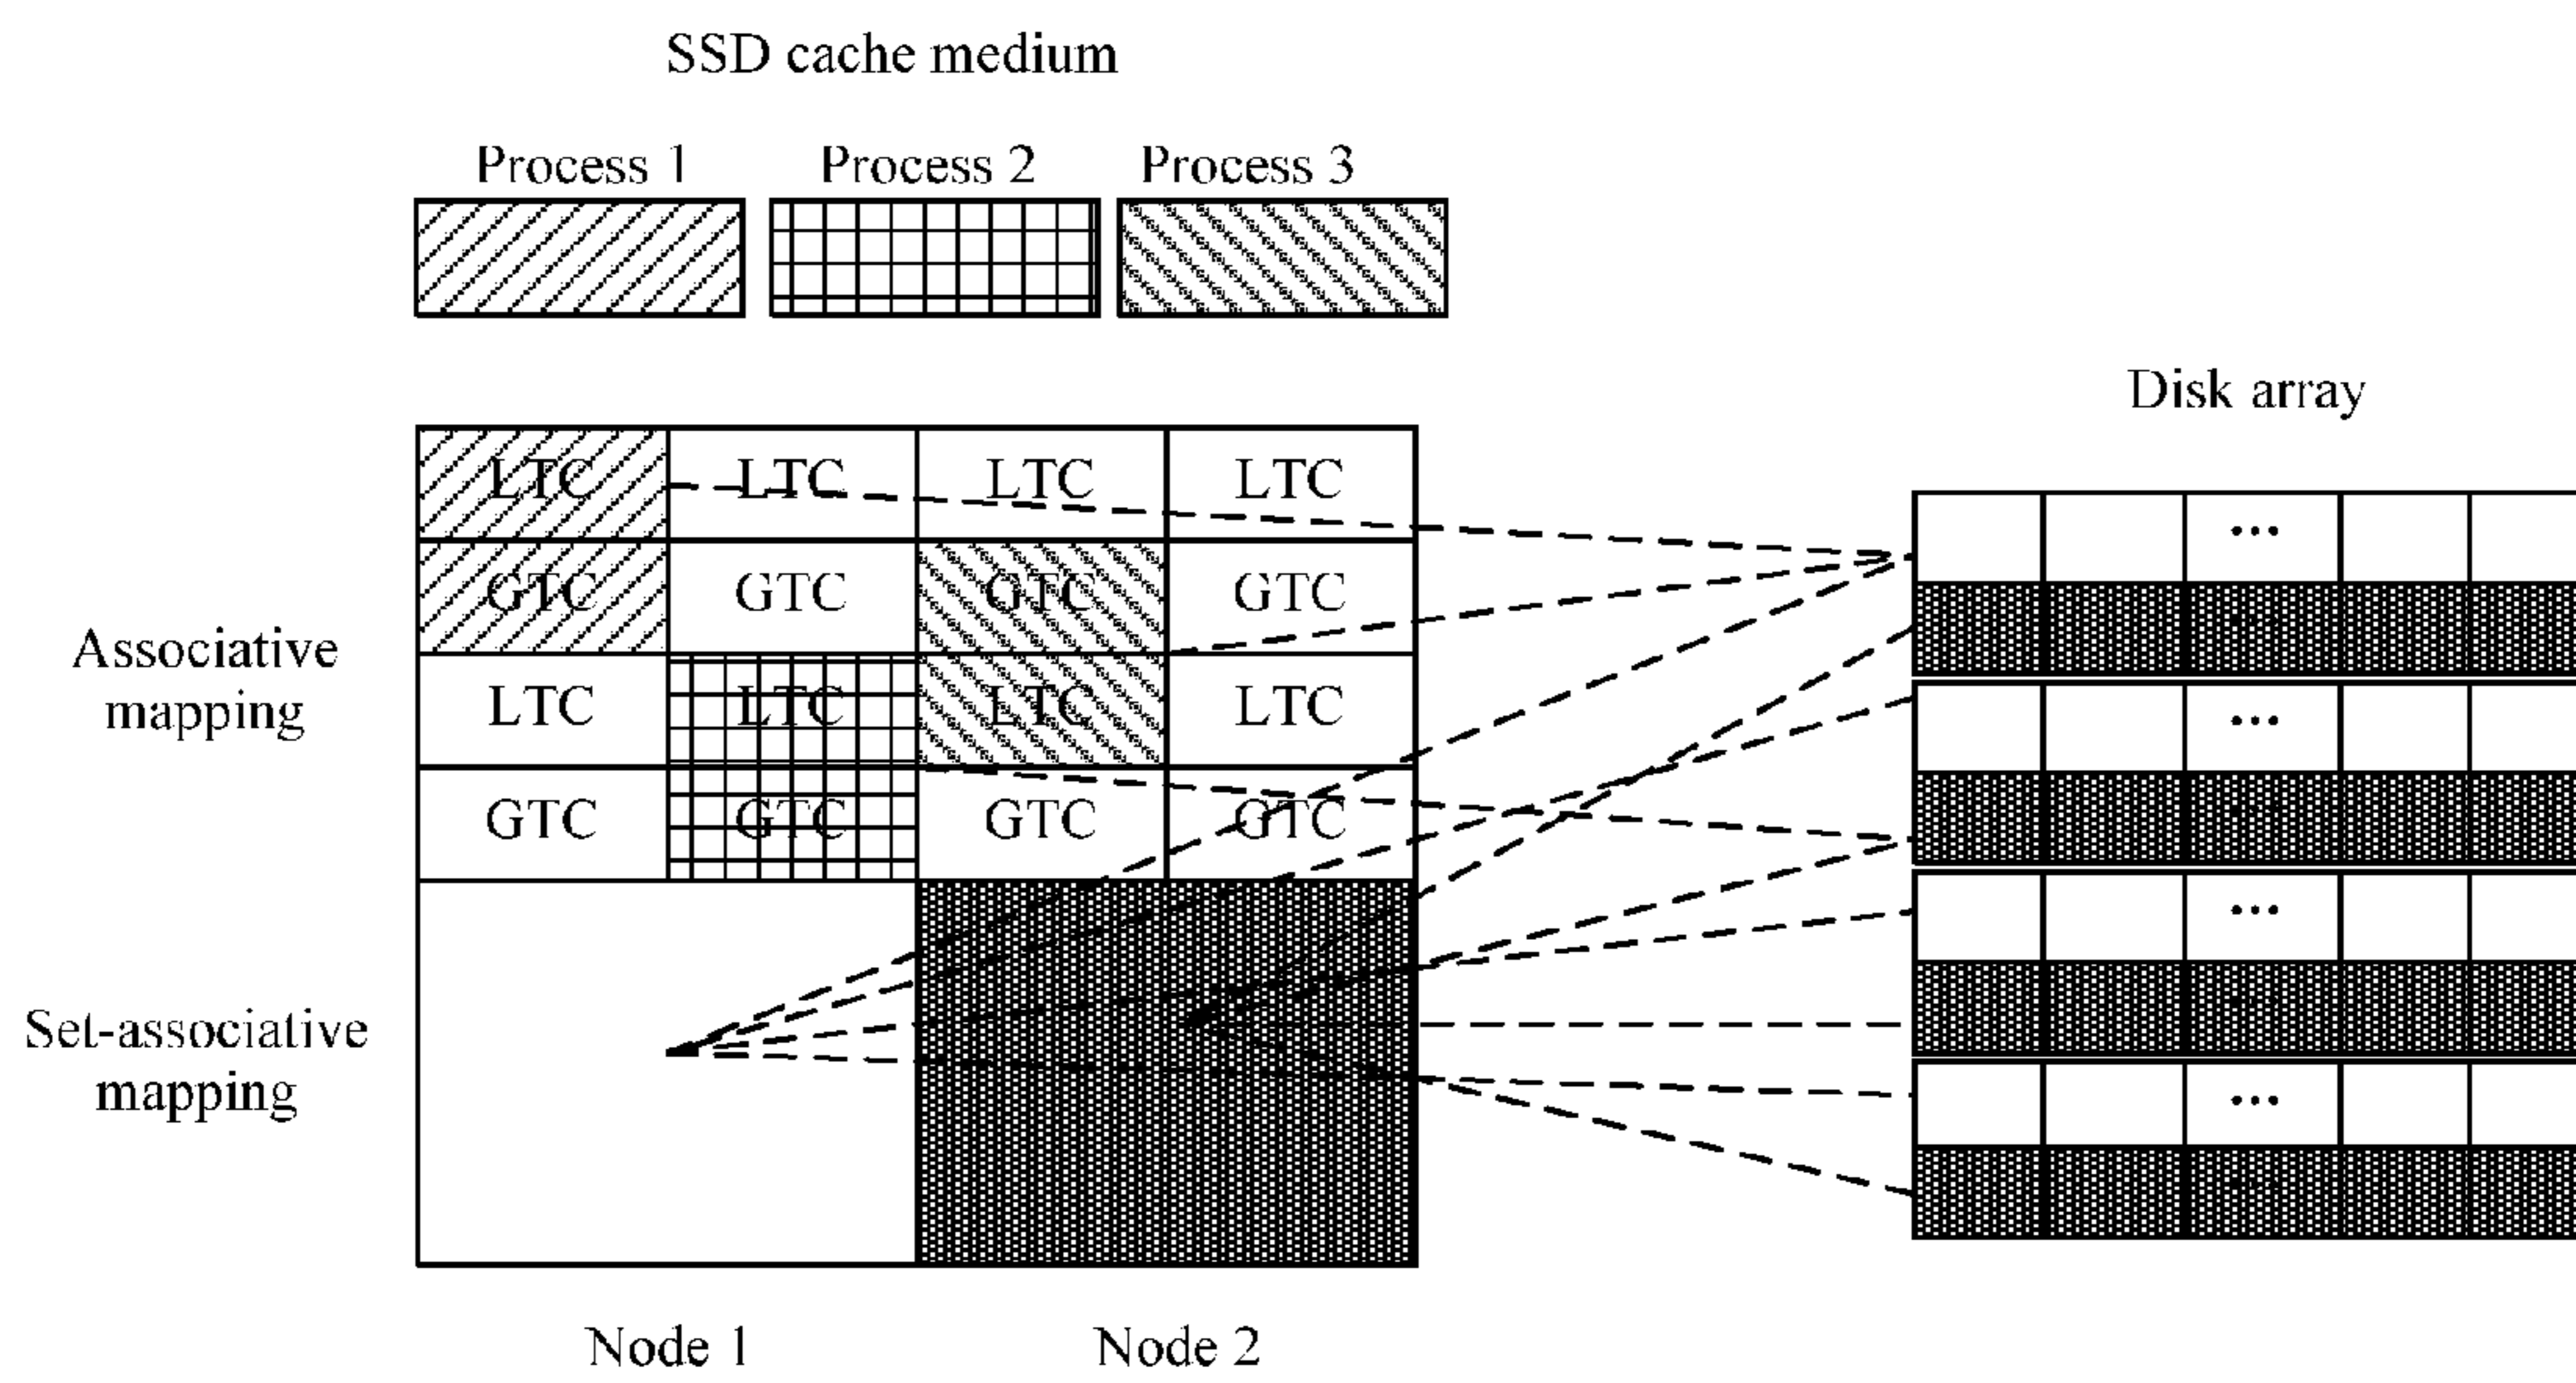 SSD cache medium
Process 1 Process 2 Process 3
Disk array
LTC LTC LTC LTC
GTC GTC GTC GTC
Associative
mapping
LTC LTC LTC LTC
GTC GTC GTC GTC
Set-associative
mapping
...
...
...
...
Node 1 Node 2